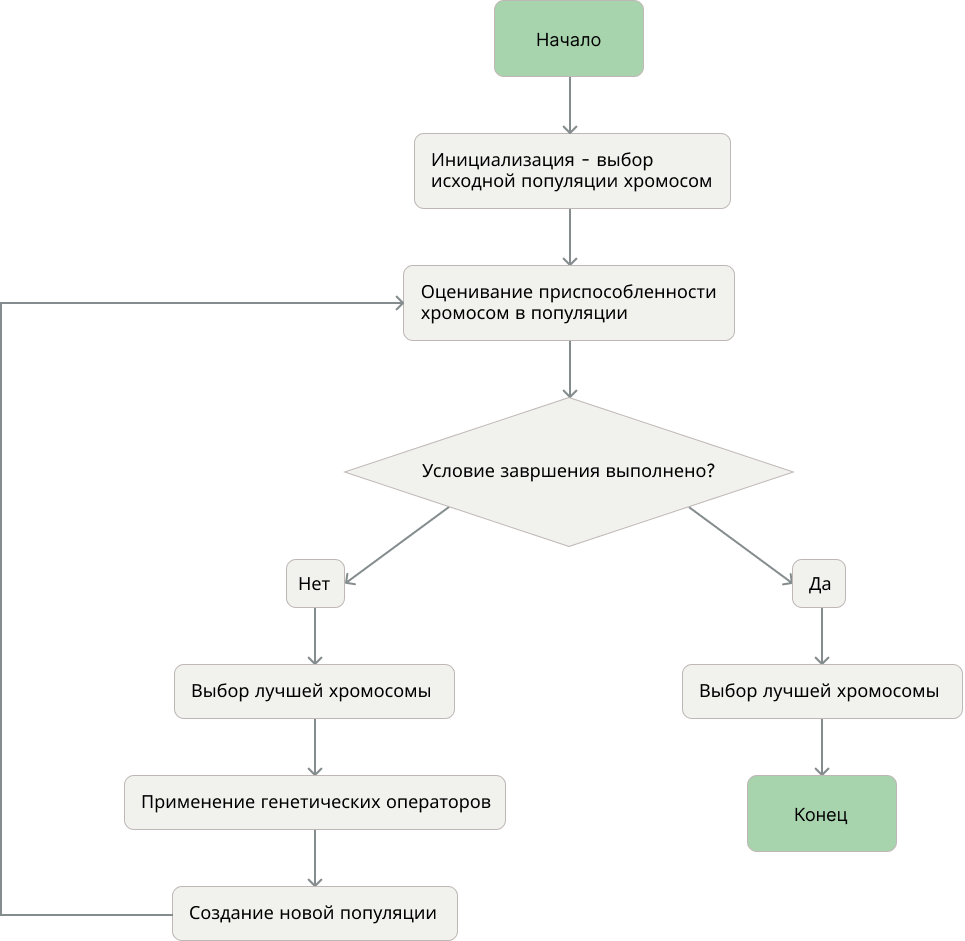 Начало
Инициализация - выбор
исходной популяции хромосом
Оценивание приспособленности
хромосом в популяции
Условие завршения выполнено?
Нет
Да
Выбор лучшей хромосомы
Выбор лучшей хромосомы
Применение генетических операторов
Конец
Создание новой популяции